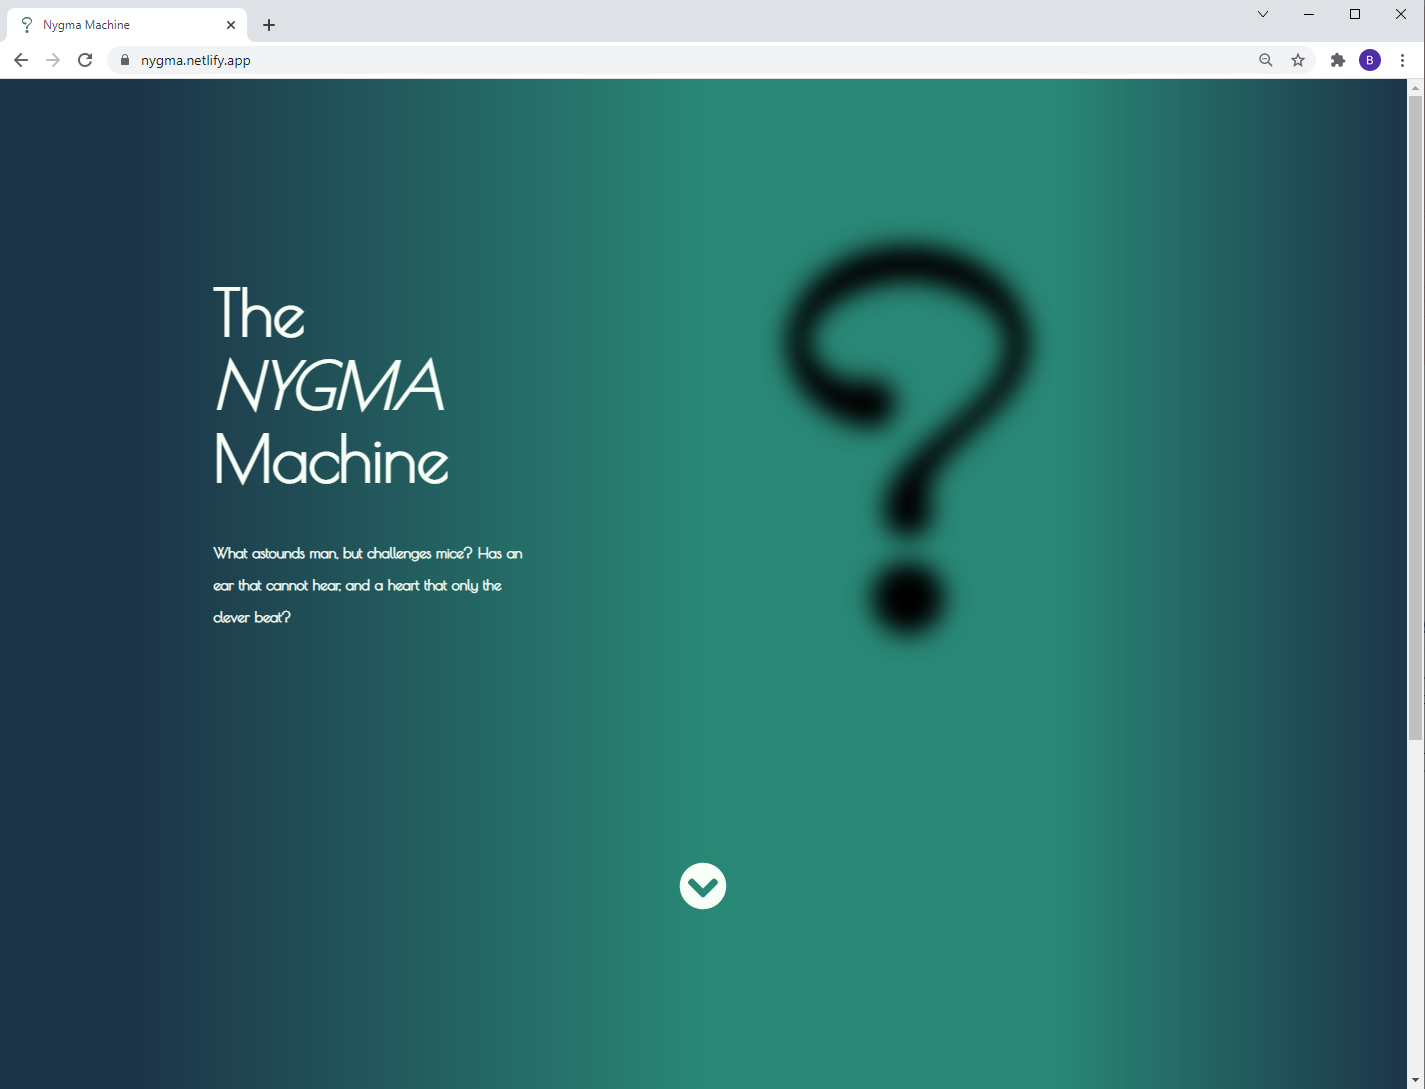 Nygma Machine
nygma.netlify.app
B
The
NYGMA
Machine
?
What astounds man, but challenges mice? Has an
ear that cannot hear, and a heart that only the
clever beat?